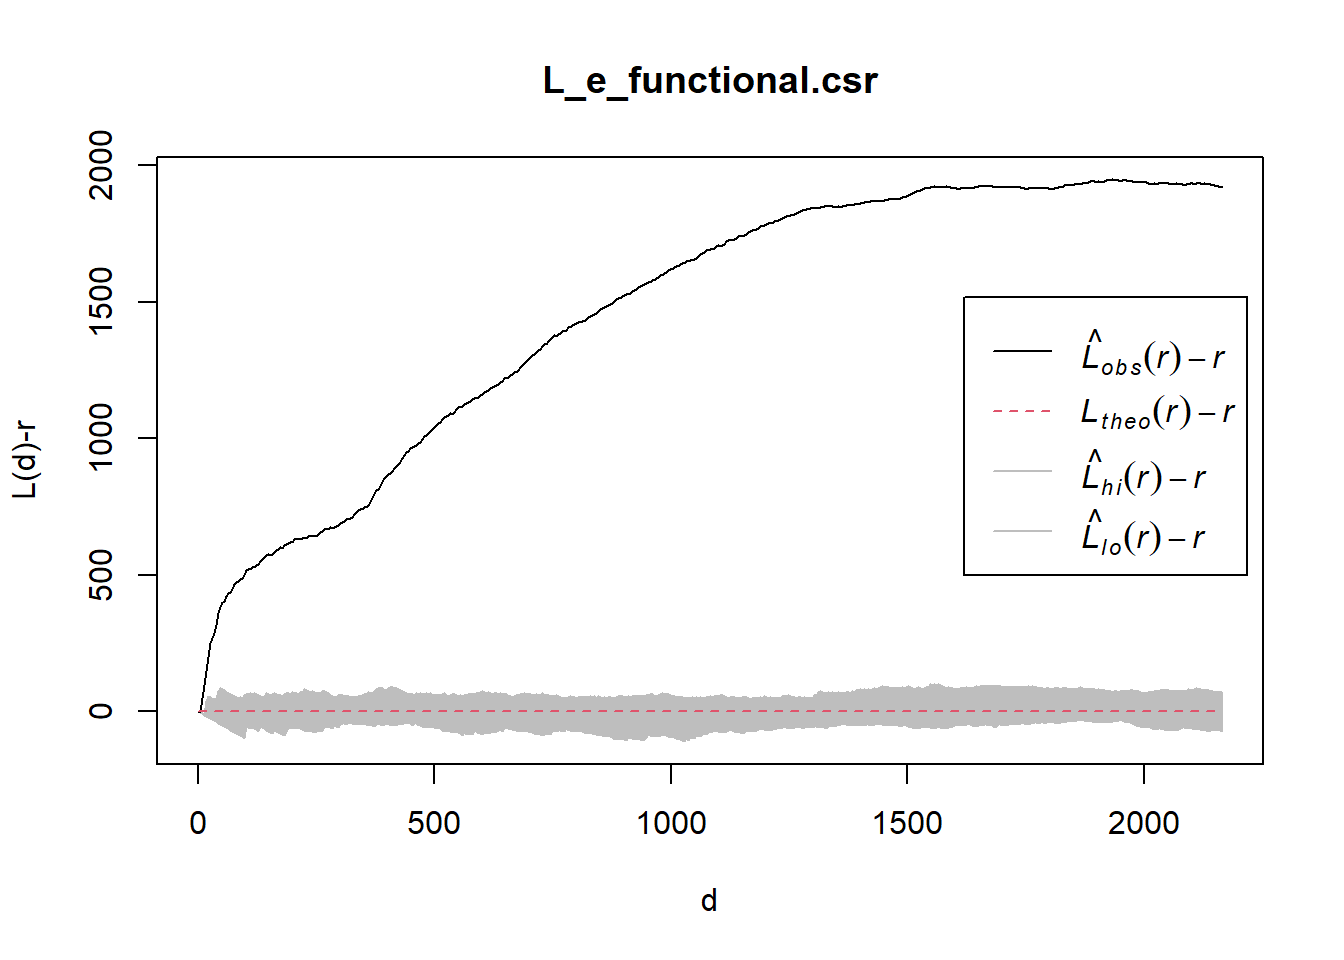 L_e_functional.csr
L(d)-r
2000
1500
1000
500
0
L̂obs(r) − r
Ltheo(r) − r
L̂hi(r) − r
L̂lo(r) − r
0 500 1000 1500 2000
d